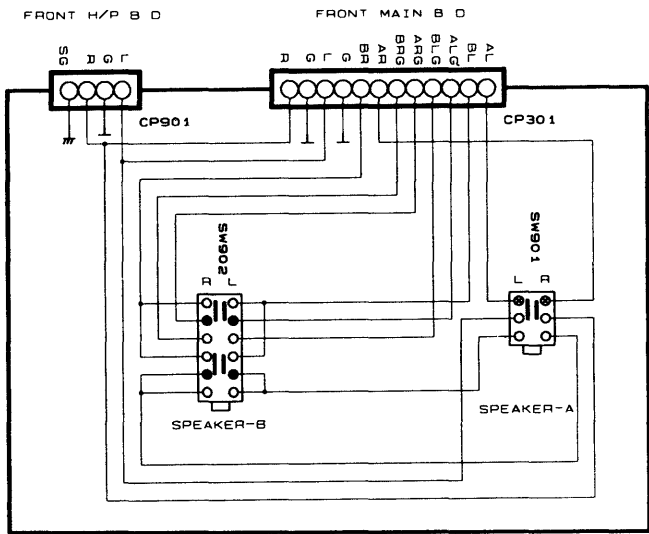 FRONT H/P B D
FRONT MAIN B D
SG R G L
R G L G BR AR BRG ARG BLG ALG BL AL
CP901
CP301
SW902
R L
SW901
L R
SPEAKER-B
SPEAKER-A